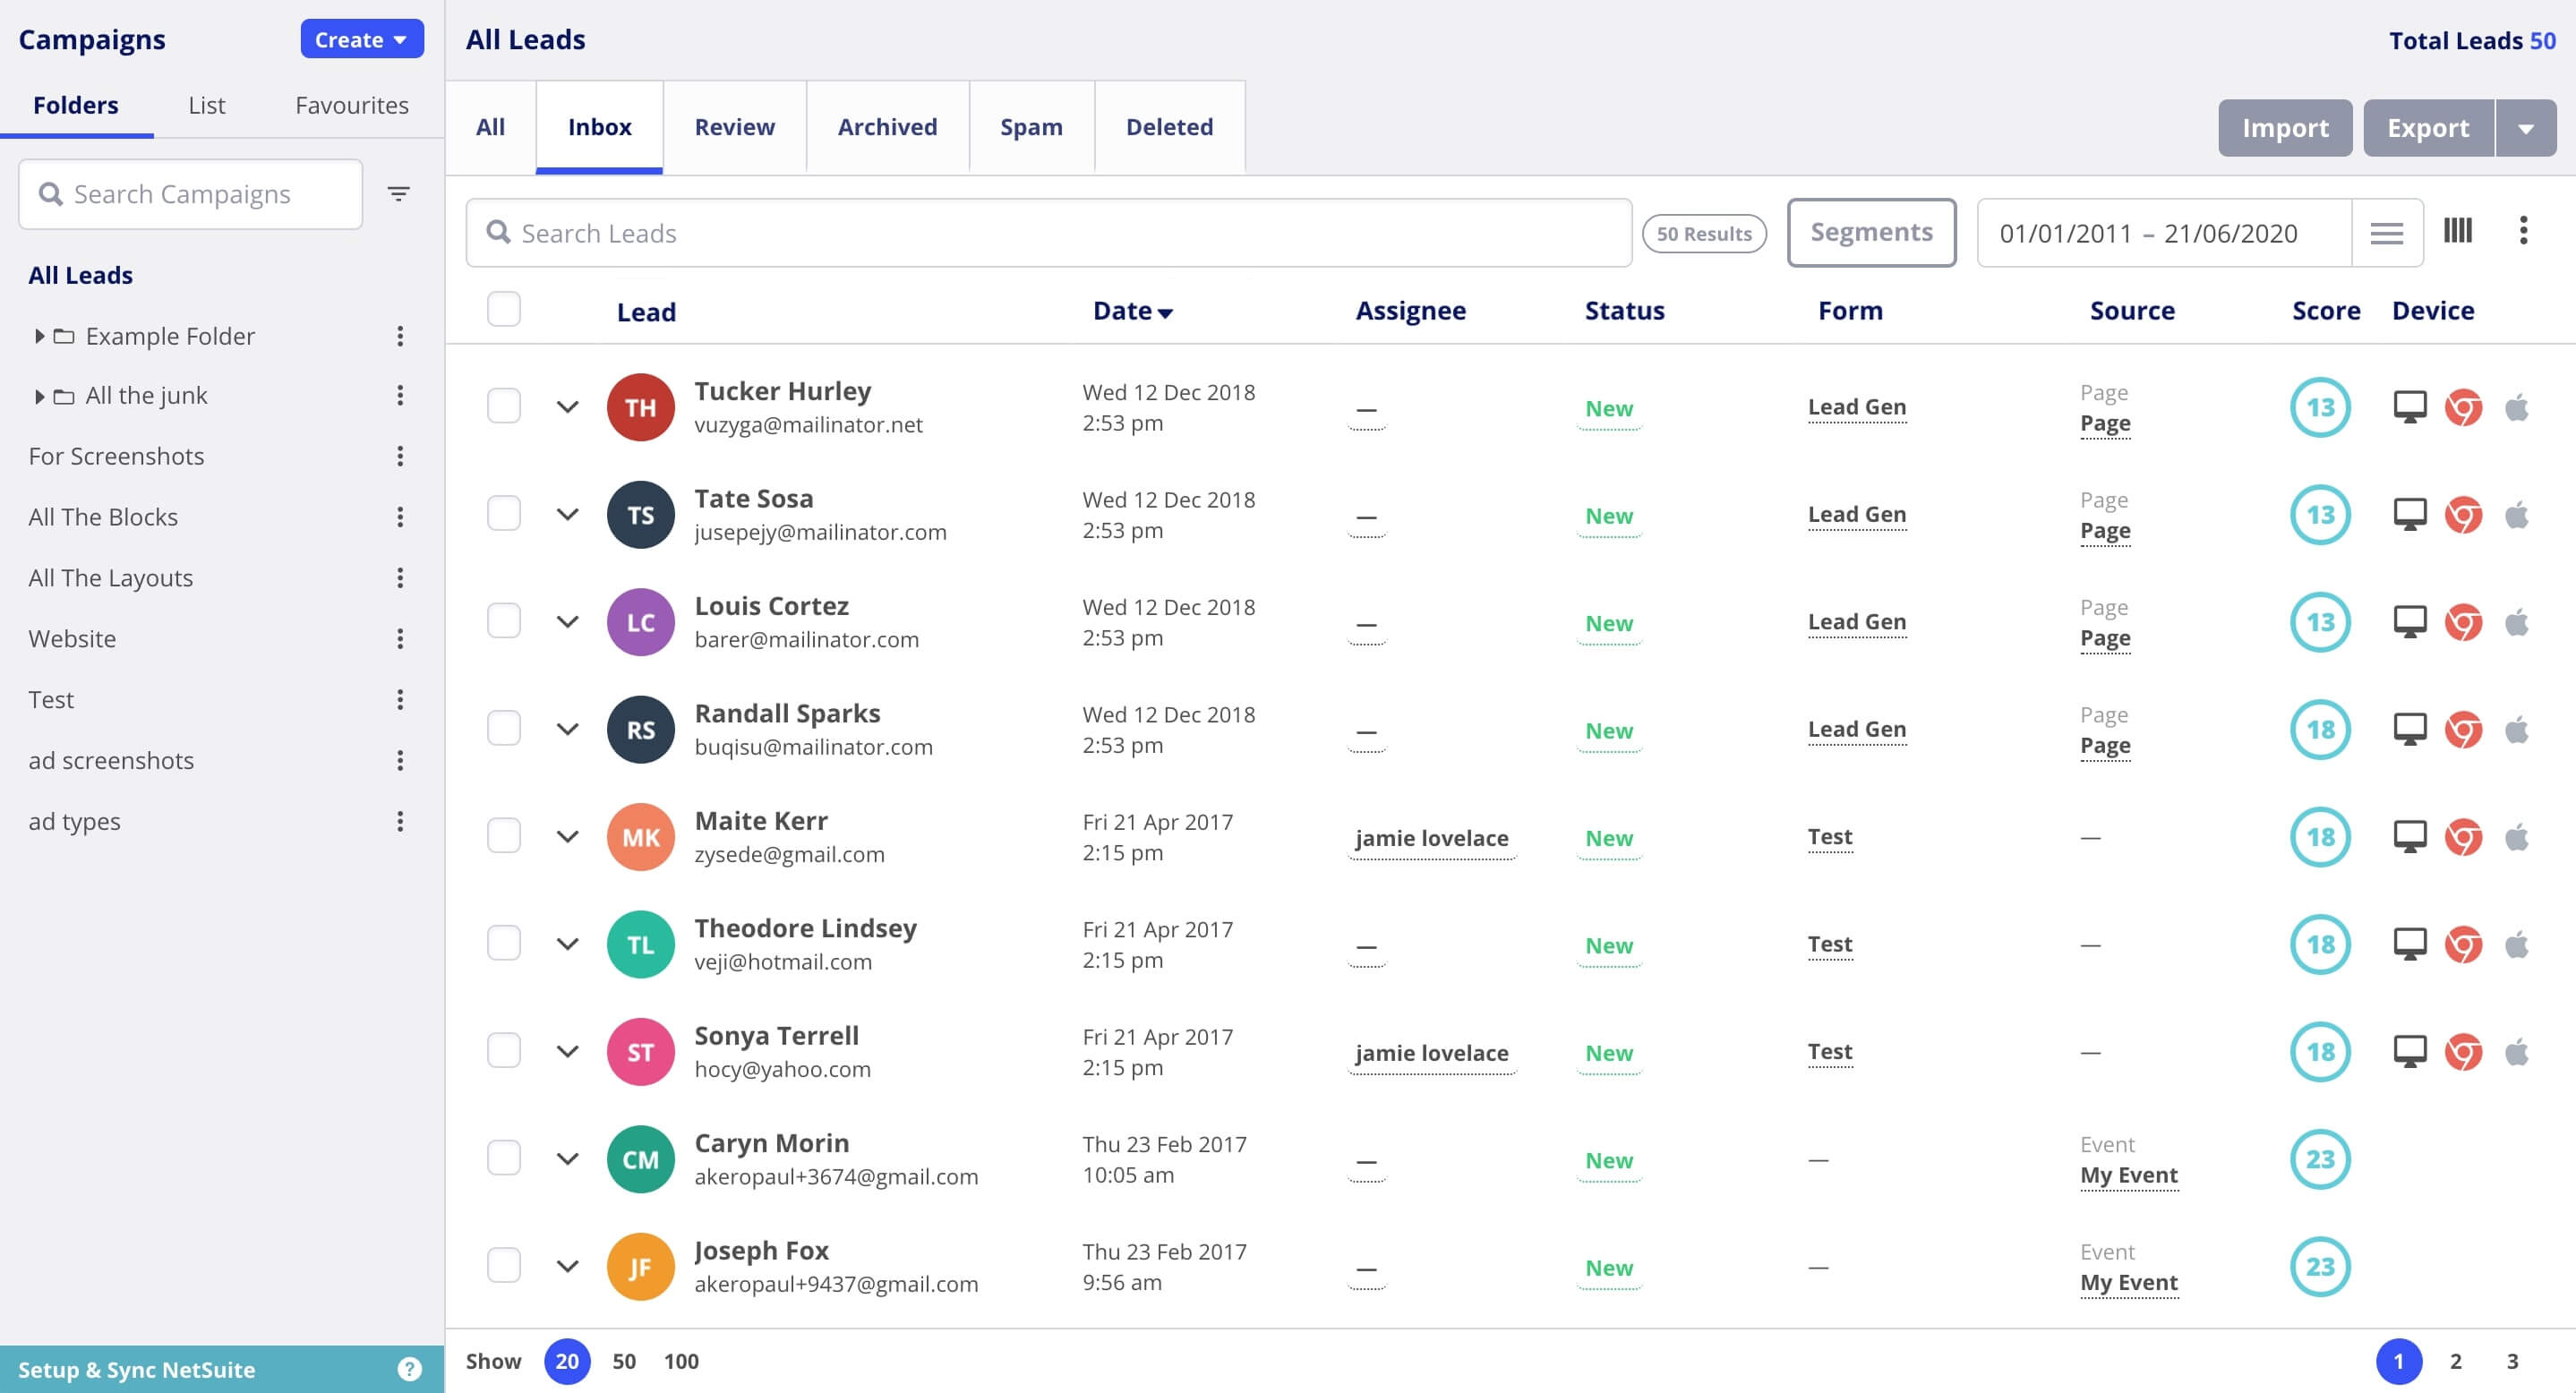 Campaigns
Create
Folders List Favourites
Search Campaigns
All Leads
Example Folder
All the junk
For Screenshots
All The Blocks
All The Layouts
Website
Test
ad screenshots
ad types
Setup & Sync NetSuite ?
All Leads
Total Leads 50
All Inbox Review Archived Spam Deleted
Import Export
Search Leads
50 Results
Segments
01/01/2011 – 21/06/2020
Lead Date Assignee Status Form Source Score Device
TH Tucker Hurley
vuzyga@mailinator.net
Wed 12 Dec 2018
2:53 pm
—
New
Lead Gen
Page
Page
13
TS Tate Sosa
jusepejy@mailinator.com
Wed 12 Dec 2018
2:53 pm
—
New
Lead Gen
Page
Page
13
LC Louis Cortez
barer@mailinator.com
Wed 12 Dec 2018
2:53 pm
—
New
Lead Gen
Page
Page
13
RS Randall Sparks
buqisu@mailinator.com
Wed 12 Dec 2018
2:53 pm
—
New
Lead Gen
Page
Page
18
MK Maite Kerr
zysede@gmail.com
Fri 21 Apr 2017
2:15 pm
jamie lovelace
New
Test
—
18
TL Theodore Lindsey
veji@hotmail.com
Fri 21 Apr 2017
2:15 pm
—
New
Test
—
18
ST Sonya Terrell
hocy@yahoo.com
Fri 21 Apr 2017
2:15 pm
jamie lovelace
New
Test
—
18
CM Caryn Morin
akeropaul+3674@gmail.com
Thu 23 Feb 2017
10:05 am
—
New
—
Event
My Event
23
JF Joseph Fox
akeropaul+9437@gmail.com
Thu 23 Feb 2017
9:56 am
—
New
—
Event
My Event
23
Show 20 50 100
1 2 3